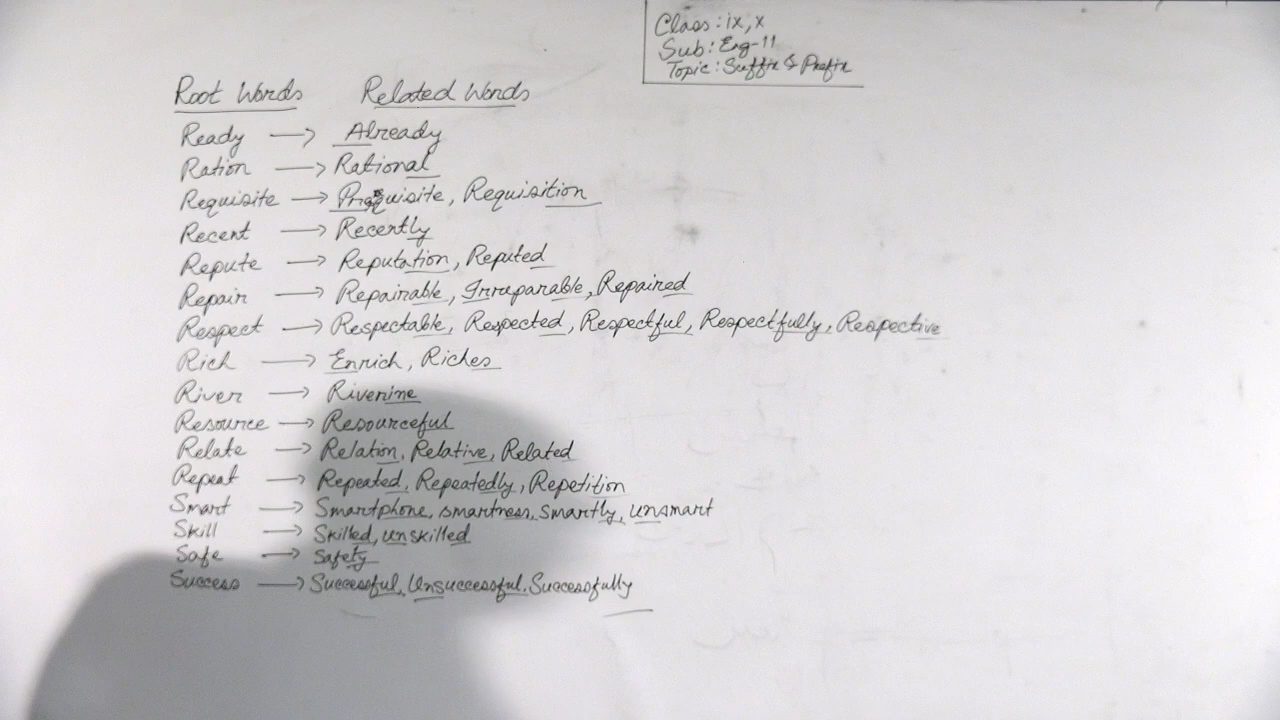 Class : ix, x
Sub : Eng-11
Topic : Suffix & Prefix
Root Words Related Words
Ready → Already
Ration → Rational
Requisite → Prequisite, Requisition
Recent → Recently
Repute → Reputation, Reputed
Repair → Repairable, Irreparable, Repaired
Respect → Respectable, Respected, Respectful, Respectfully, Respective
Rich → Enrich, Riches
River → Riverine
Resource → Resourceful
Relate → Relation, Relative, Related
Repeat → Repeated, Repeatedly, Repetition
Smart → Smartphone, smartness, smartly, unsmart
Skill → Skilled, unskilled
Safe → Safety
Success → Successful, Unsuccessful, Successfully